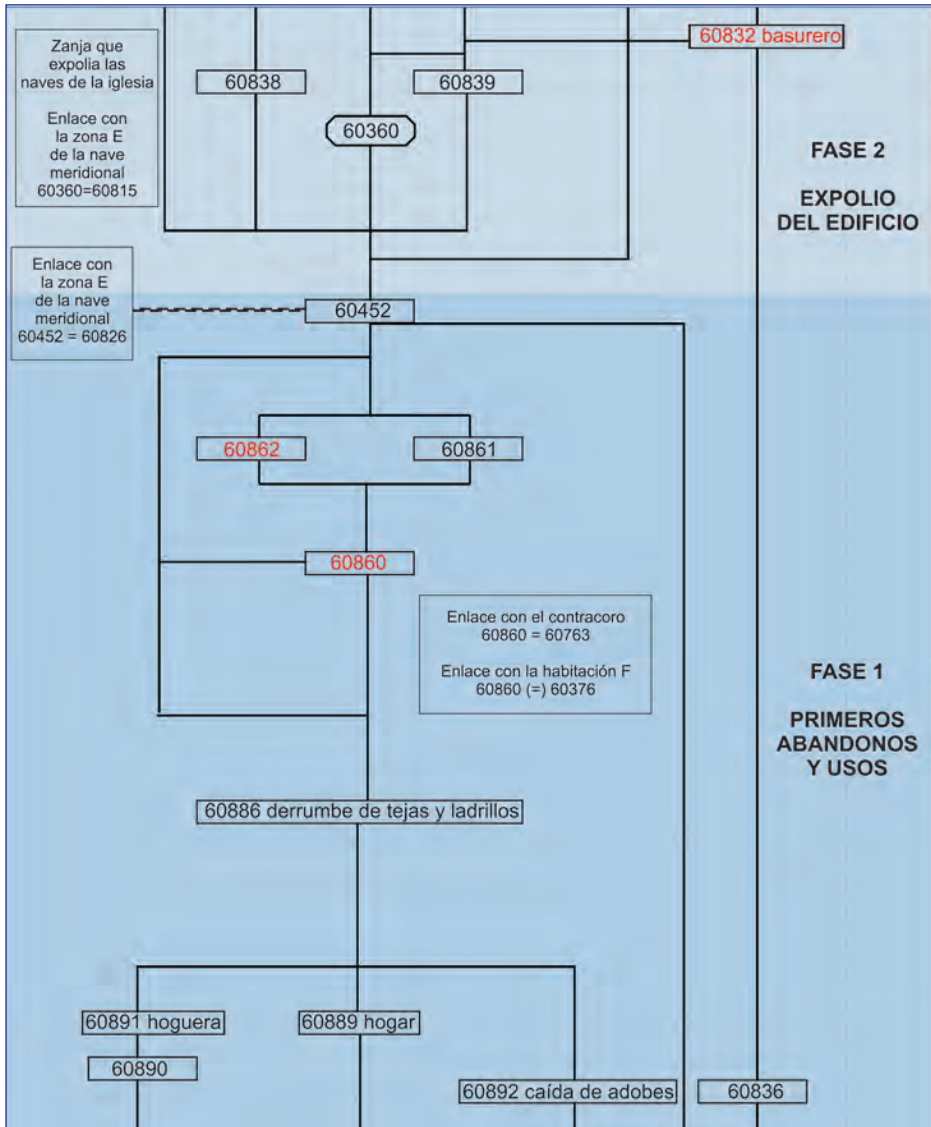 Zanja que
expolia las
naves de la iglesia
Enlace con
la zona E
de la nave
meridional
60360=60815
60838
60839
60832 basurero
60360
FASE 2
EXPOLIO
DEL EDIFICIO
Enlace con
la zona E
de la nave
meridional
60452 = 60826
60452
60862
60861
60860
Enlace con el contracoro
60860 = 60763
Enlace con la habitación F
60860 (=) 60376
FASE 1
PRIMEROS
ABANDONOS
Y USOS
60886 derrumbe de tejas y ladrillos
60891 hoguera
60889 hogar
60890
60892 caída de adobes
60836